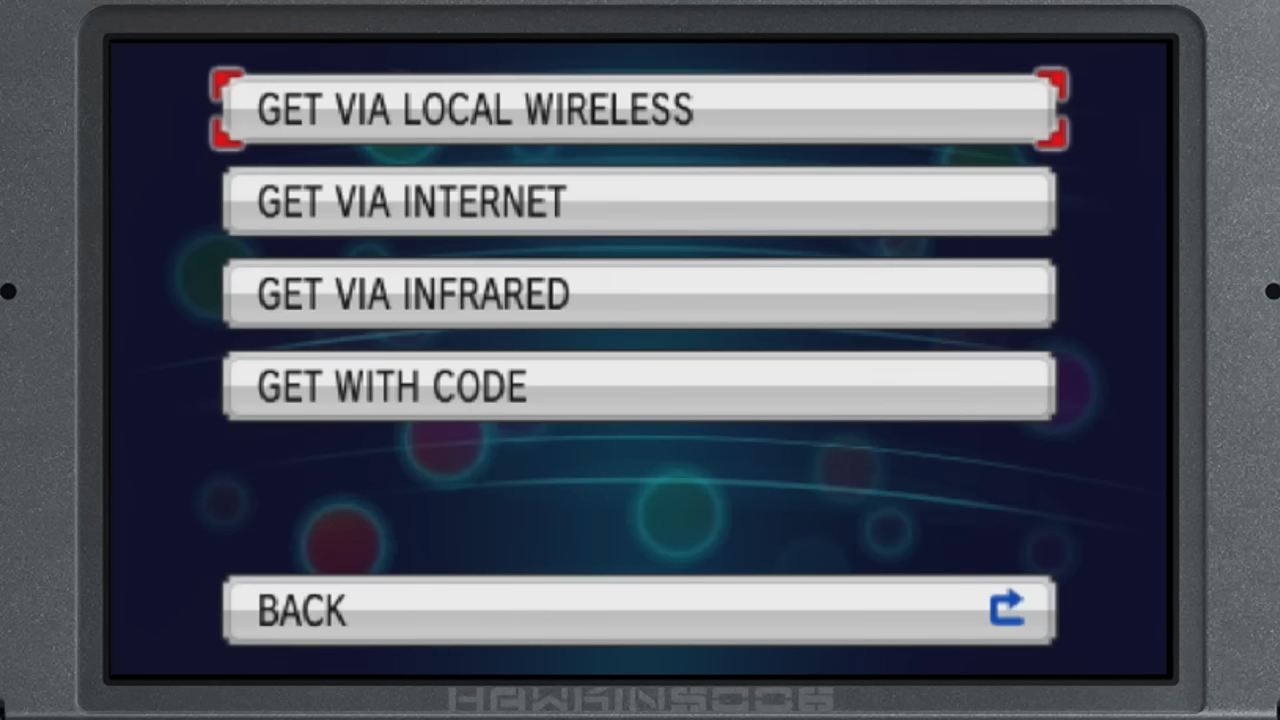 GET VIA LOCAL WIRELESS
GET VIA INTERNET
GET VIA INFRARED
GET WITH CODE
BACK